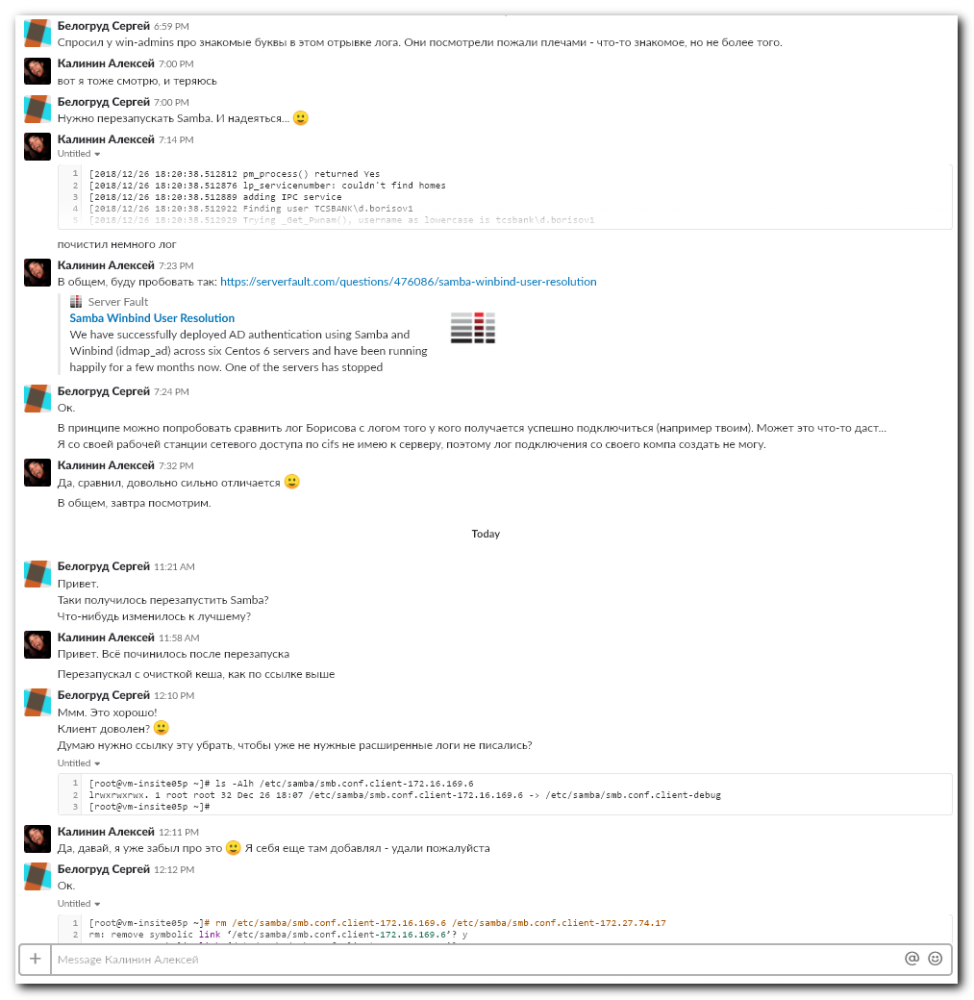 Белогруд Сергей 6:59 PM
Спросил у win-admins про знакомые буквы в этом отрывке лога. Они посмотрели пожали плечами - что-то знакомое, но не более того.
Калинин Алексей 7:00 PM
вот я тоже смотрю, и теряюсь
Белогруд Сергей 7:00 PM
Нужно перезапускать Samba. И надеяться... 🙂
Калинин Алексей 7:14 PM
Untitled
1 [2018/12/26 18:20:38.512812 pm_process() returned Yes
2 [2018/12/26 18:20:38.512876 lp_servicenumber: couldn't find homes
3 [2018/12/26 18:20:38.512889 adding IPC service
4 [2018/12/26 18:20:38.512922 Finding user TCSBANK\d.borisov1
5 [2018/12/26 18:20:38.512929 Trying _Get_Pwnam(), username as lowercase is tcsbank\d.borisov1
почистил немного лог
Калинин Алексей 7:23 PM
В общем, буду пробовать так: https://serverfault.com/questions/476086/samba-winbind-user-resolution
Server Fault
Samba Winbind User Resolution
We have successfully deployed AD authentication using Samba and
Winbind (idmap_ad) across six Centos 6 servers and have been running
happily for a few months now. One of the servers has stopped
Белогруд Сергей 7:24 PM
Ок.
В принципе можно попробовать сравнить лог Борисова с логом того у кого получается успешно подключиться (например твоим). Может это что-то даст...
Я со своей рабочей станции сетевого доступа по cifs не имею к серверу, поэтому лог подключения со своего компа создать не могу.
Калинин Алексей 7:32 PM
Да, сравнил, довольно сильно отличается 🙂
В общем, завтра посмотрим.
Today
Белогруд Сергей 11:21 AM
Привет.
Таки получилось перезапустить Samba?
Что-нибудь изменилось к лучшему?
Калинин Алексей 11:58 AM
Привет. Всё починилось после перезапуска
Перезапускал с очисткой кеша, как по ссылке выше
Белогруд Сергей 12:10 PM
Ммм. Это хорошо!
Клиент доволен? 🙂
Думаю нужно ссылку эту убрать, чтобы уже не нужные расширенные логи не писались?
Untitled
1 [root@vm-insite05p ~]# ls -Alh /etc/samba/smb.conf.client-172.16.169.6
2 lrwxrwxrwx. 1 root root 32 Dec 26 18:07 /etc/samba/smb.conf.client-172.16.169.6 -> /etc/samba/smb.conf.client-debug
3 [root@vm-insite05p ~]#
Калинин Алексей 12:11 PM
Да, давай, я уже забыл про это 🙂 Я себя еще там добавлял - удали пожалуйста
Белогруд Сергей 12:12 PM
Ок.
Untitled
1 [root@vm-insite05p ~]# rm /etc/samba/smb.conf.client-172.16.169.6 /etc/samba/smb.conf.client-172.27.74.17
2 rm: remove symbolic link ‘/etc/samba/smb.conf.client-172.16.169.6’? y
Message Калинин Алексей